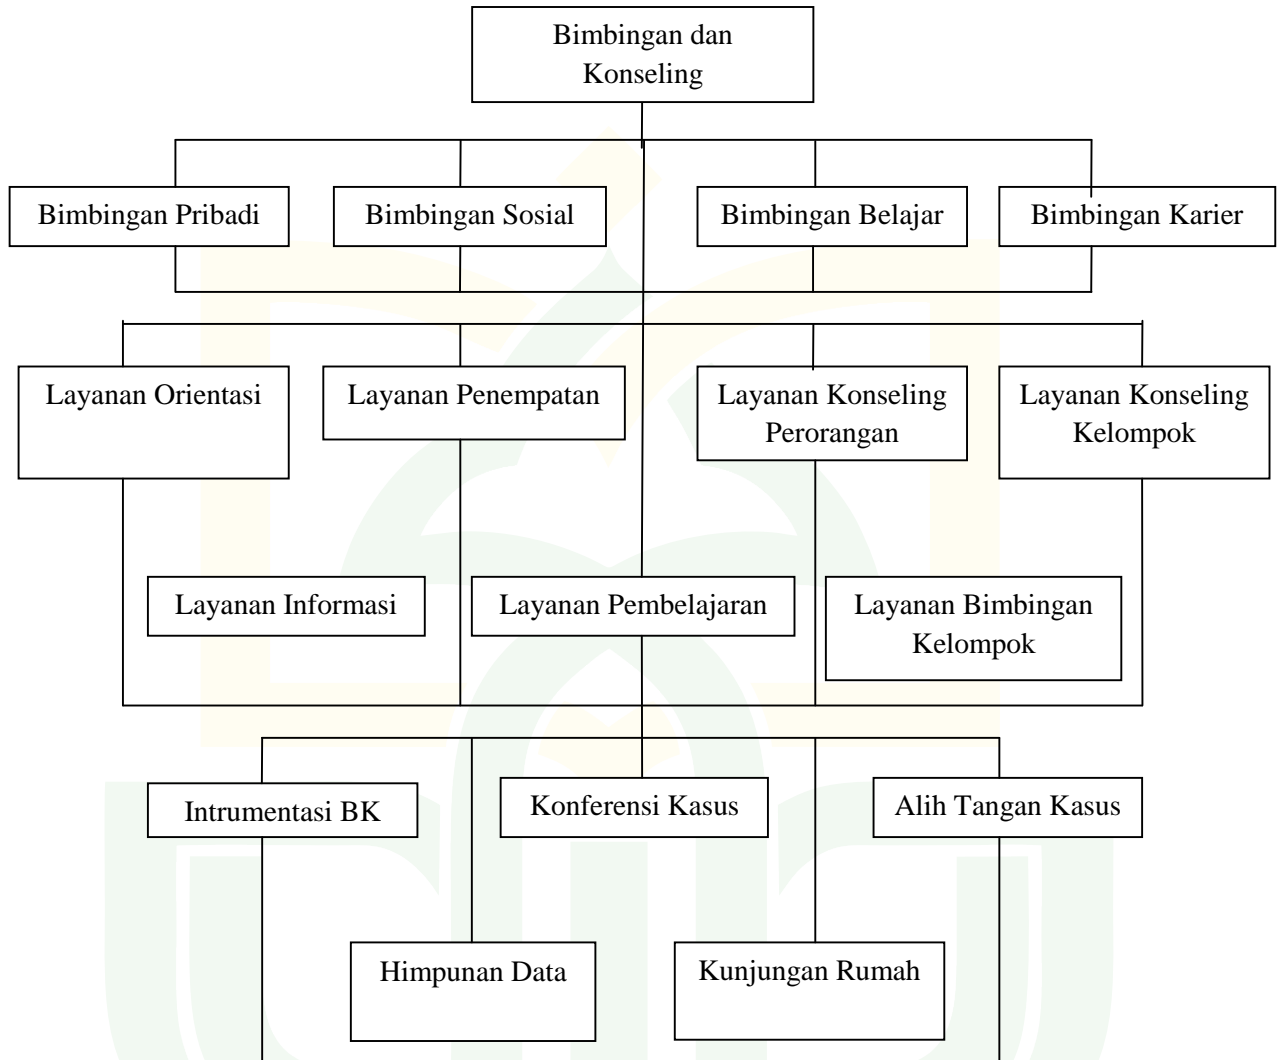 Bimbingan dan
Konseling
Bimbingan Pribadi
Bimbingan Sosial
Bimbingan Belajar
Bimbingan Karier
Layanan Orientasi
Layanan Penempatan
Layanan Konseling
Perorangan
Layanan Konseling
Kelompok
Layanan Informasi
Layanan Pembelajaran
Layanan Bimbingan
Kelompok
Intrumentasi BK
Konferensi Kasus
Alih Tangan Kasus
Himpunan Data
Kunjungan Rumah